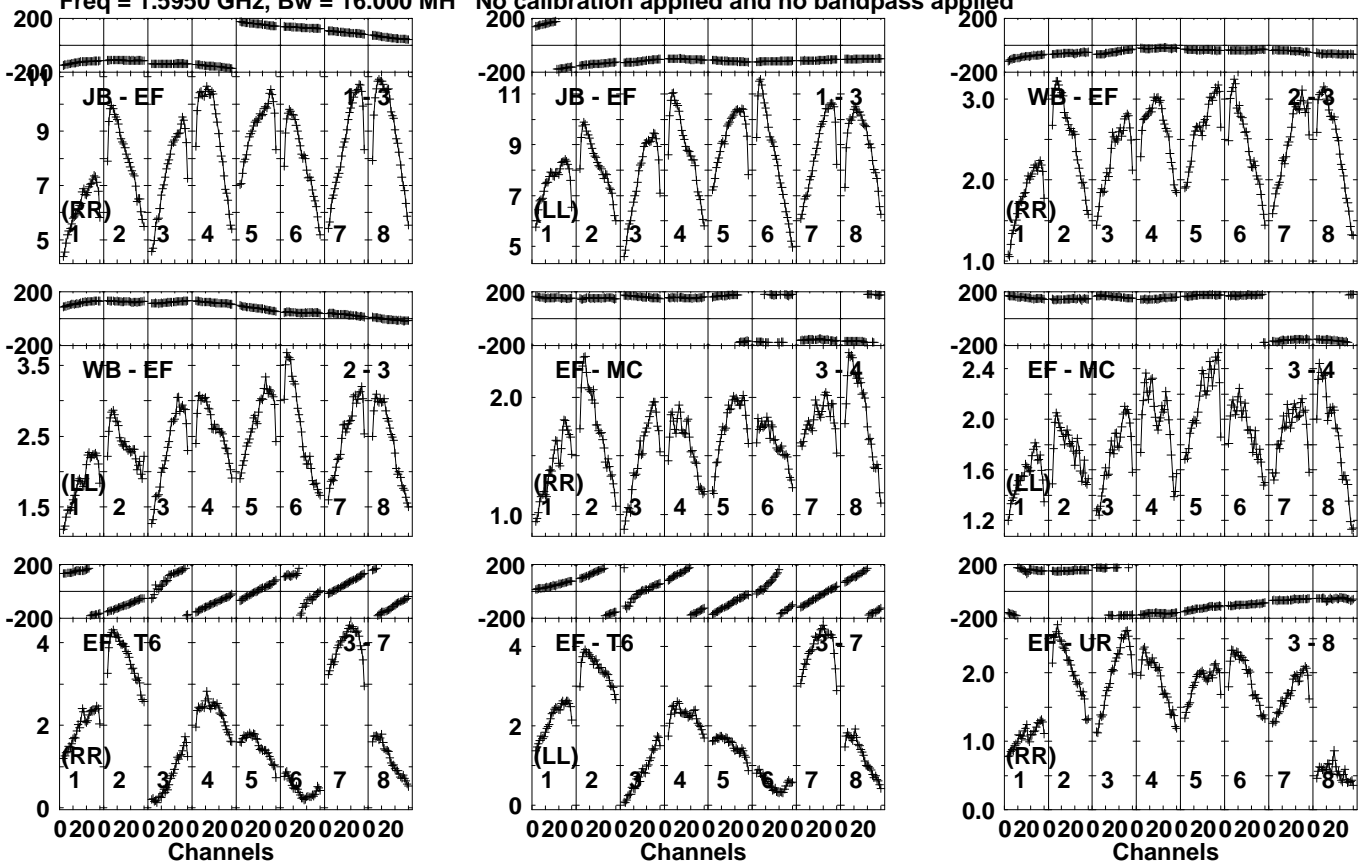 Freq = 1.5950 GHz, Bw = 16.000 MH No calibration applied and no bandpass applied
200
-200
JB - EF 1 - 3
11
9
7
5
(RR)
1 2 3 4 5 6 7 8
200
-200
JB - EF 1 - 3
11
9
7
5
(LL)
1 2 3 4 5 6 7 8
200
-200
WB - EF 2 - 3
3.0
2.0
1.0
(RR)
1 2 3 4 5 6 7 8
200
-200
WB - EF 2 - 3
3.5
2.5
1.5
(LL)
1 2 3 4 5 6 7 8
200
-200
EF - MC 3 - 4
2.0
1.0
(RR)
1 2 3 4 5 6 7 8
200
-200
EF - MC 3 - 4
2.4
2.0
1.6
1.2
(LL)
1 2 3 4 5 6 7 8
200
-200
EF - T6 3 - 7
4
2
0
(RR)
1 2 3 4 5 6 7 8
0 20 0 20 0 20 0 20 0 20 0 20 0 20 0 20
Channels
200
-200
EF - T6 3 - 7
4
2
0
(LL)
1 2 3 4 5 6 7 8
0 20 0 20 0 20 0 20 0 20 0 20 0 20 0 20
Channels
200
-200
EF - UR 3 - 8
2.0
1.0
0.0
(RR)
1 2 3 4 5 6 7 8
0 20 0 20 0 20 0 20 0 20 0 20 0 20 0 20
Channels